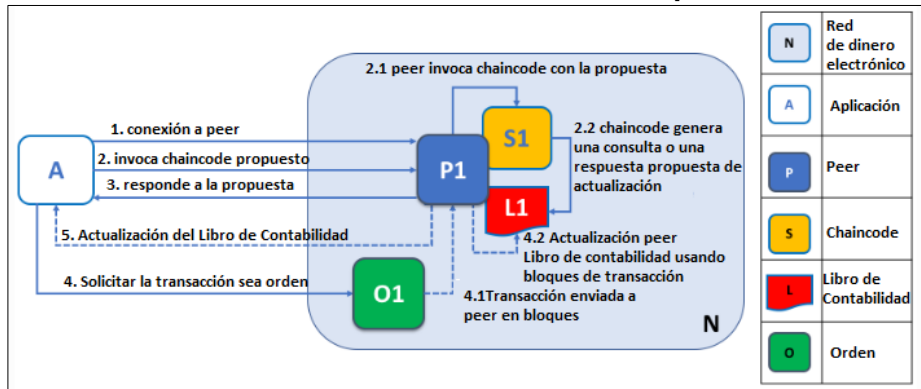 2.1 peer invoca chaincode con la propuesta
1. conexión a peer
2. invoca chaincode propuesto
3. responde a la propuesta
A
P1
S1
L1
2.2 chaincode genera
una consulta o una
respuesta propuesta de
actualización
5. Actualización del Libro de Contabilidad
4.2 Actualización peer
Libro de contabilidad usando
bloques de transacción
4. Solicitar la transacción sea orden
O1
4.1Transacción enviada a
peer en bloques
N
N
Red
de dinero
electrónico
A
Aplicación
P
Peer
S
Chaincode
L
Libro de
Contabilidad
O
Orden